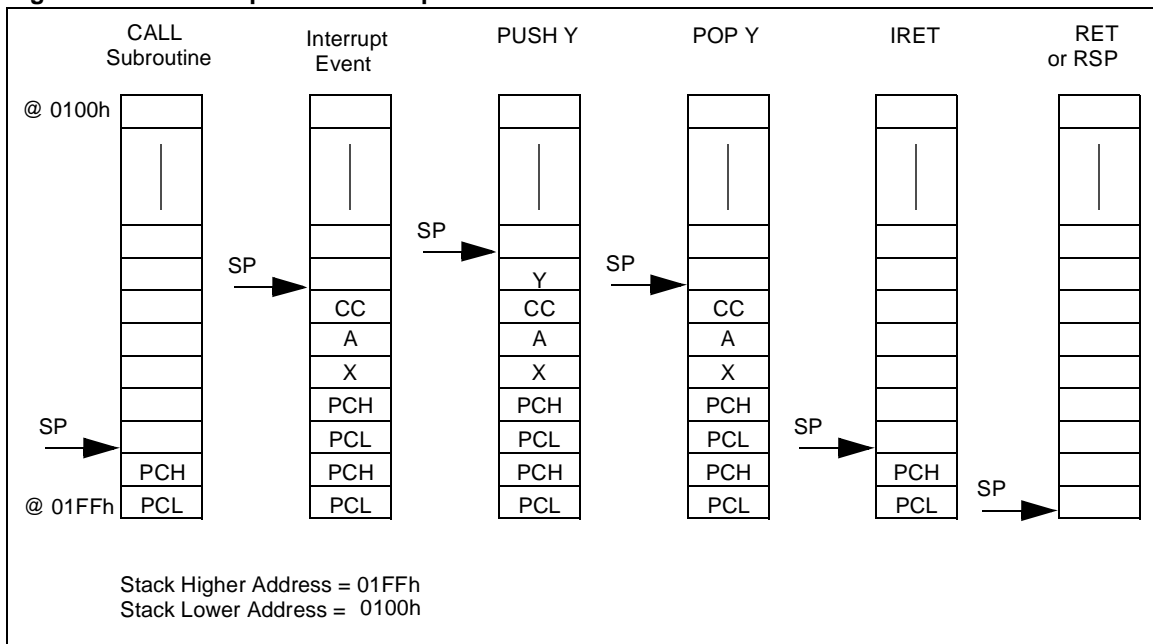 CALL
Subroutine
Interrupt
Event
PUSH Y
POP Y
IRET
RET
or RSP
@ 0100h
SP
SP
SP
Y
CC
CC
CC
A
A
A
X
X
X
PCH
PCH
PCH
SP
PCL
PCL
PCL
SP
PCH
PCH
PCH
PCH
PCH
SP
@ 01FFh
PCL
PCL
PCL
PCL
PCL
Stack Higher Address = 01FFh
Stack Lower Address = 0100h